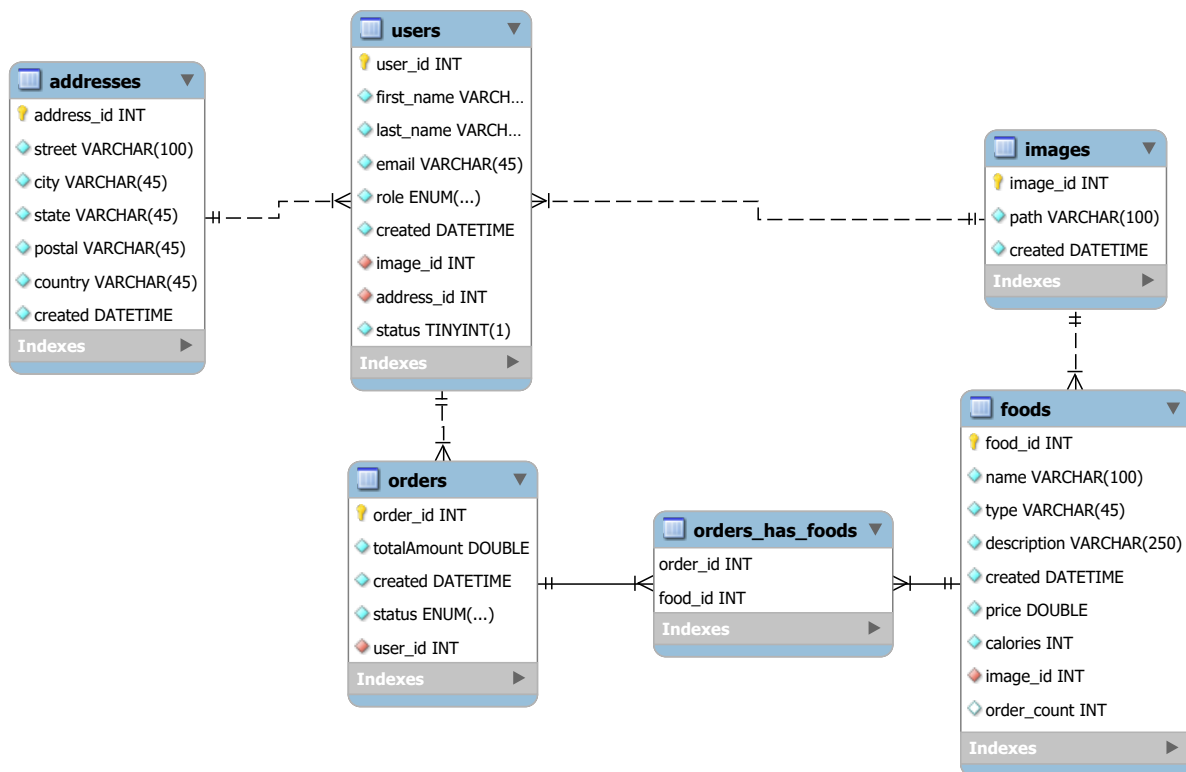 addresses
address_id INT
street VARCHAR(100)
city VARCHAR(45)
state VARCHAR(45)
postal VARCHAR(45)
country VARCHAR(45)
created DATETIME
Indexes
users
user_id INT
first_name VARCH...
last_name VARCH...
email VARCHAR(45)
role ENUM(...)
created DATETIME
image_id INT
address_id INT
status TINYINT(1)
Indexes
images
image_id INT
path VARCHAR(100)
created DATETIME
Indexes
orders
order_id INT
totalAmount DOUBLE
created DATETIME
status ENUM(...)
user_id INT
Indexes
orders_has_foods
order_id INT
food_id INT
Indexes
foods
food_id INT
name VARCHAR(100)
type VARCHAR(45)
description VARCHAR(250)
created DATETIME
price DOUBLE
calories INT
image_id INT
order_count INT
Indexes